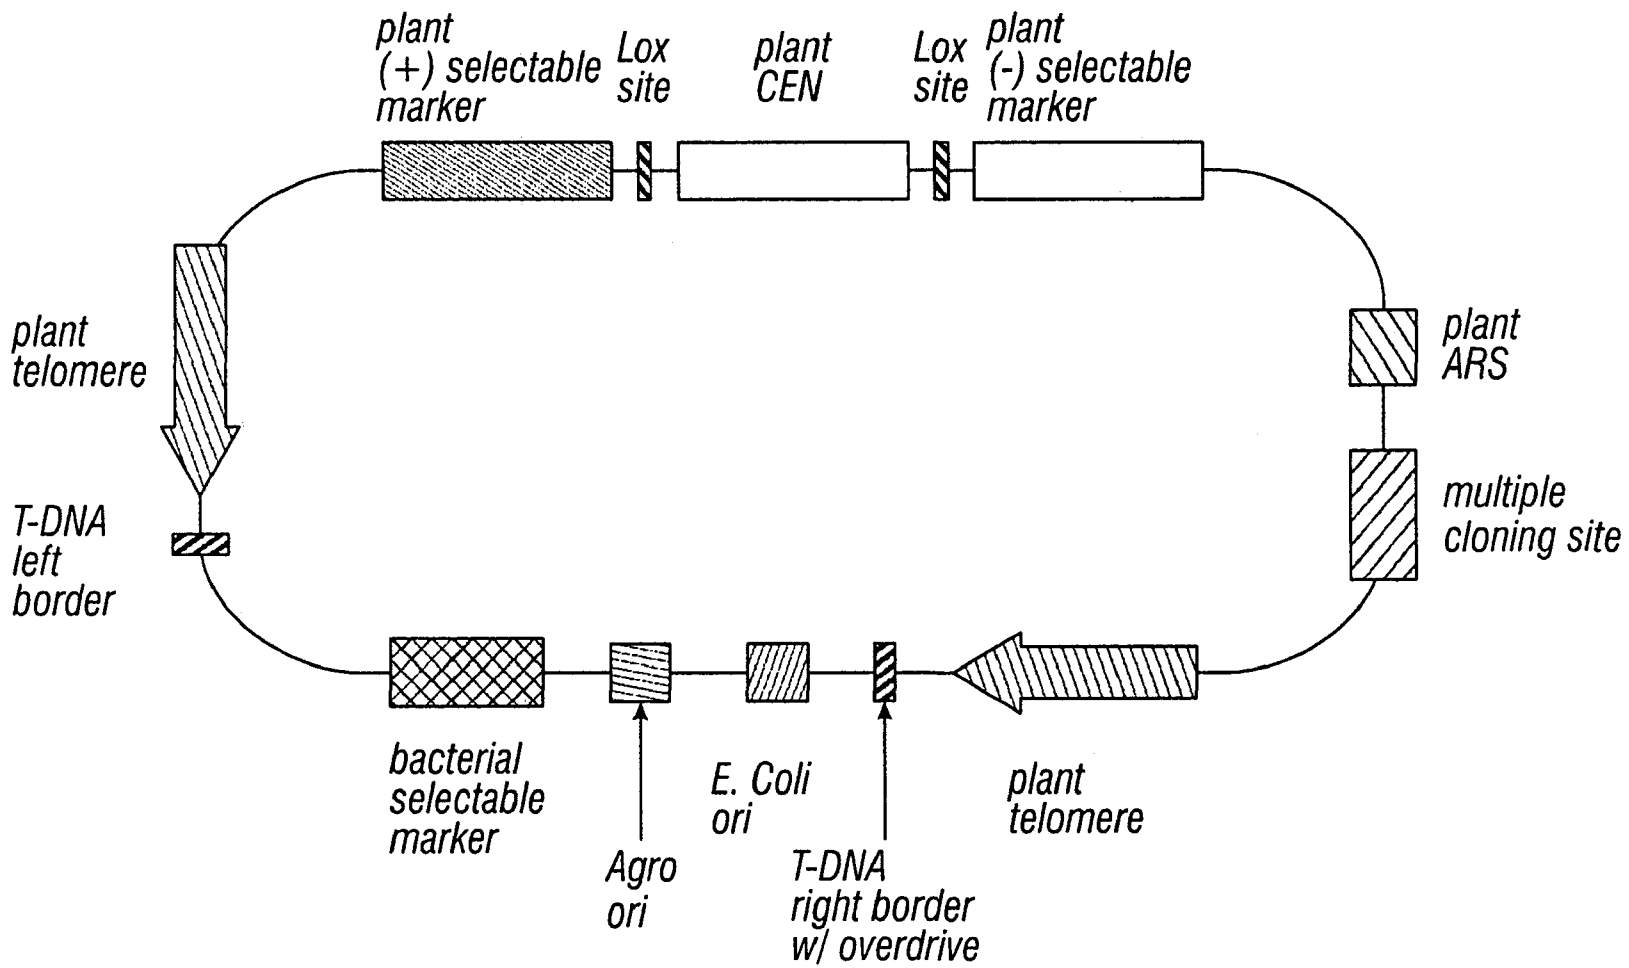 plant
(+) selectable
marker
Lox
site
plant
CEN
Lox
site
plant
(-) selectable
marker
plant
telomere
plant
ARS
T-DNA
left
border
multiple
cloning site
bacterial
selectable
marker
Agro
ori
E. Coli
ori
T-DNA
right border
w/ overdrive
plant
telomere